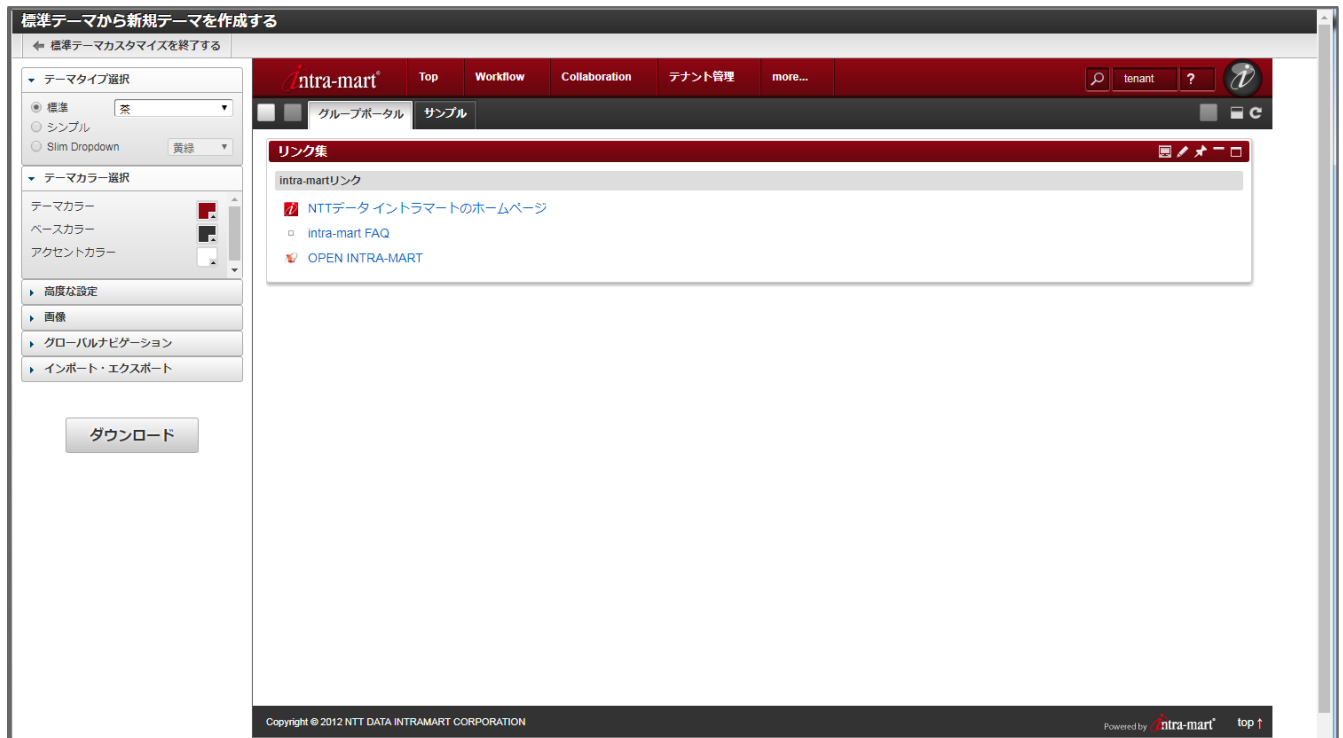 標準テーマから新規テーマを作成する
標準テーマカスタマイズを終了する
テーマタイプ選択
標準 茶
シンプル
Slim Dropdown 黄緑
テーマカラー選択
テーマカラー
ベースカラー
アクセントカラー
高度な設定
画像
グローバルナビゲーション
インポート・エクスポート
ダウンロード
intra-mart Top Workflow Collaboration テナント管理 more... tenant ?
グループポータル サンプル
リンク集
intra-martリンク
NTTデータ イントラマートのホームページ
intra-mart FAQ
OPEN INTRA-MART
Copyright © 2012 NTT DATA INTRAMART CORPORATION
Powered by intra-mart top↑